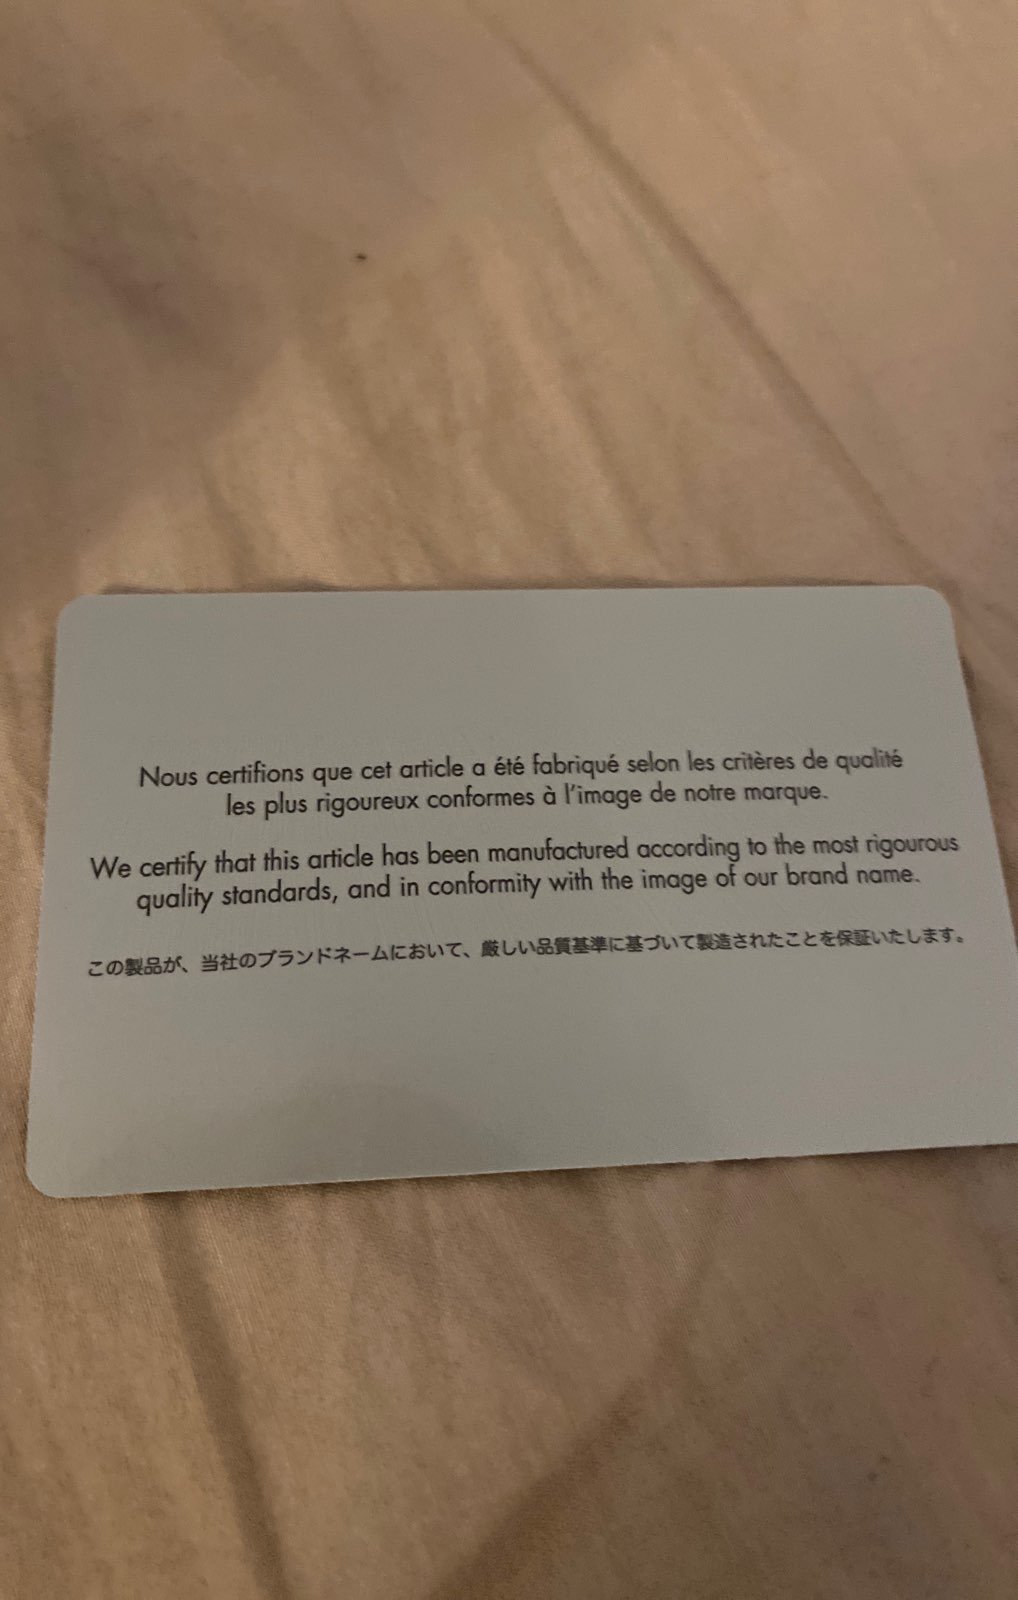 Nous certifions que cet article a été fabriqué selon les critères de qualité
les plus rigoureux conformes à l'image de notre marque.
We certify that this article has been manufactured according to the most rigourous
quality standards, and in conformity with the image of our brand name.
この製品が、当社のブランドネームにおいて、厳しい品質基準に基づいて製造されたことを保証いたします。